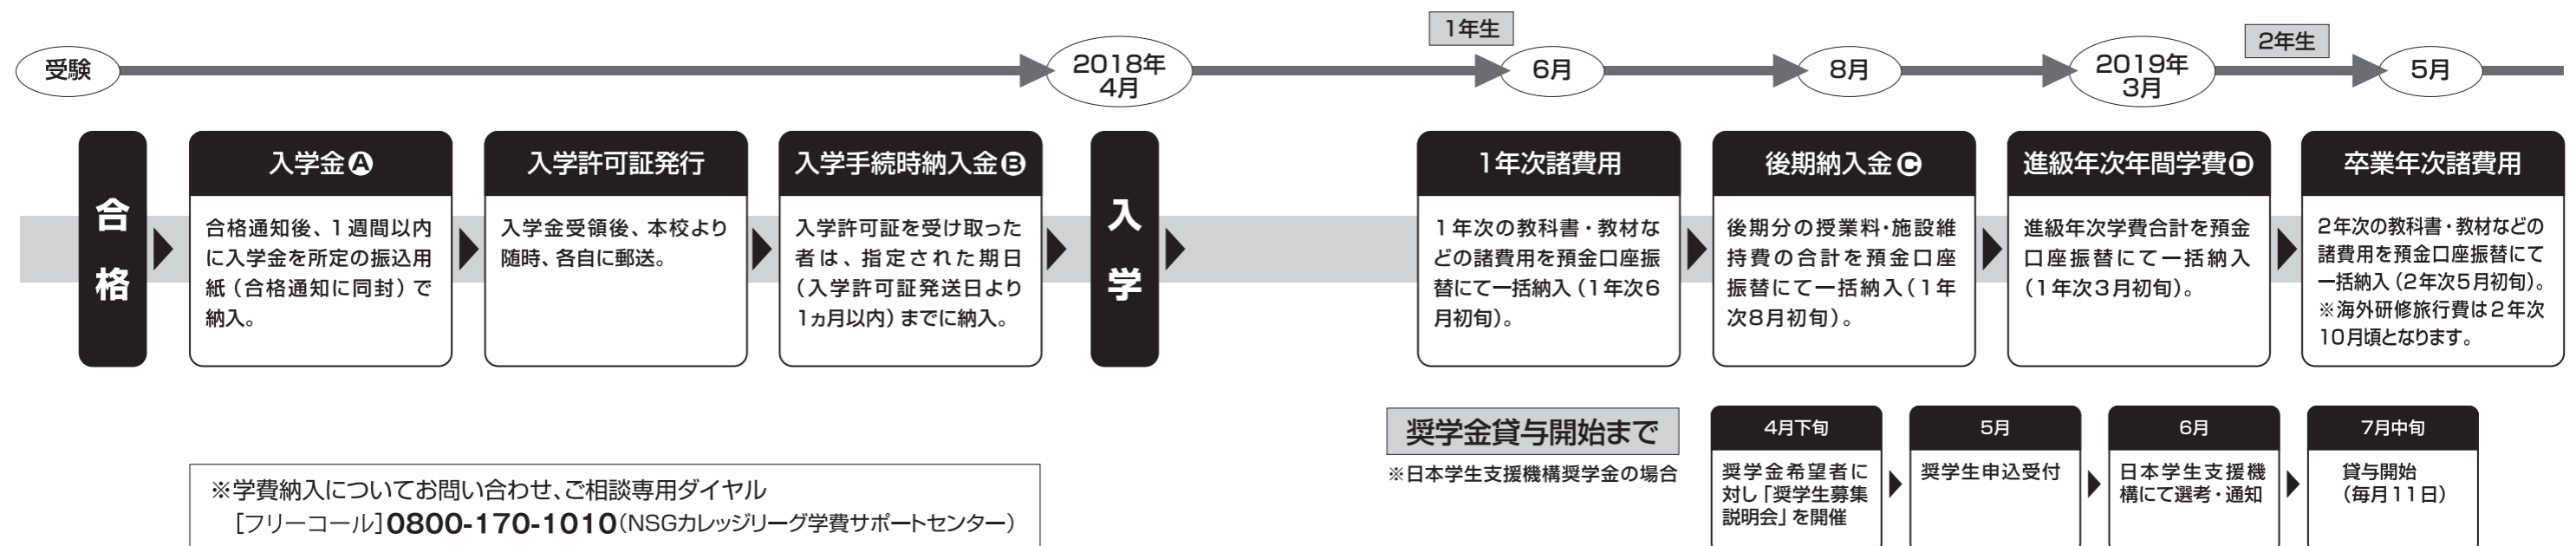 受験
2018年
4月
1年生
6月
8月
2019年
3月
2年生
5月
合格
入学金Ⓐ
合格通知後、1週間以内
に入学金を所定の振込用
紙（合格通知に同封）で
納入。
入学許可証発行
入学金受領後、本校より
随時、各自に郵送。
入学手続時納入金Ⓑ
入学許可証を受け取った
者は、指定された期日
（入学許可証発送日より
1ヵ月以内）までに納入。
入学
1年次諸費用
1年次の教科書・教材な
どの諸費用を預金口座振
替にて一括納入（1年次6
月初旬）。
後期納入金Ⓒ
後期分の授業料・施設維
持費の合計を預金口座
振替にて一括納入（1年
次8月初旬）。
進級年次年間学費Ⓓ
進級年次学費合計を預金
口座振替にて一括納入
（1年次3月初旬）。
卒業年次諸費用
2年次の教科書・教材などの
諸費用を預金口座振替にて
一括納入（2年次5月初旬）。
※海外研修旅行費は2年次
10月頃となります。
奨学金貸与開始まで
※日本学生支援機構奨学金の場合
4月下旬
奨学金希望者に
対し「奨学生募集
説明会」を開催
5月
奨学生申込受付
6月
日本学生支援機
構にて選考・通知
7月中旬
貸与開始
（毎月11日）
※学費納入についてお問い合わせ、ご相談専用ダイヤル
［フリーコール］0800-170-1010（NSGカレッジリーグ学費サポートセンター）